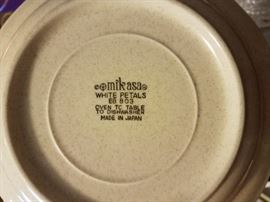 mikasa
WHITE PETALS
EB 803
OVEN TO TABLE
TO DISHWASHER
MADE IN JAPAN